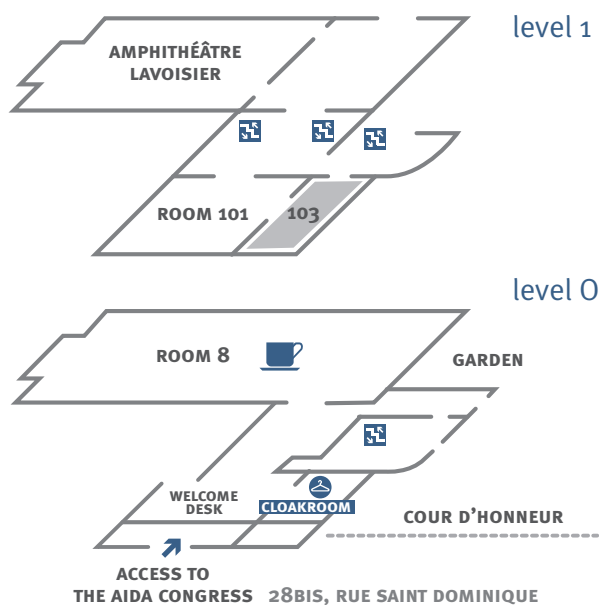 level 1
AMPHITHÉÂTRE
LAVOISIER
ROOM 101
103
level 0
ROOM 8
GARDEN
WELCOME
DESK
CLOAKROOM
COUR D'HONNEUR
ACCESS TO
THE AIDA CONGRESS 28BIS, RUE SAINT DOMINIQUE